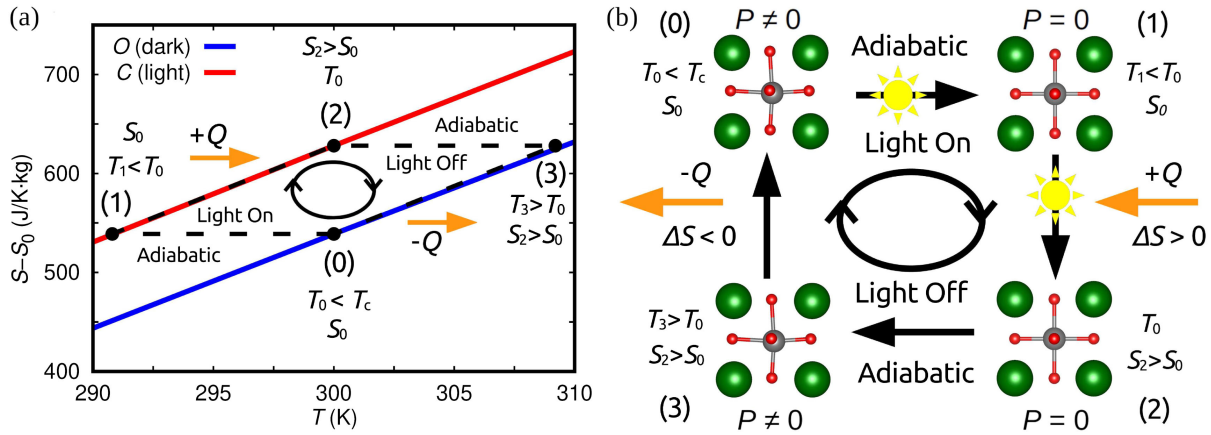 (a)
O (dark)
C (light)
S₂>S₀
T₀
(2)
S₀
T₁<T₀
+Q
(1)
Adiabatic
Light Off
(3)
T₃>T₀
S₂>S₀
Light On
Adiabatic
-Q
(0)
T₀ < T_c
S₀
700
600
500
400
S–S₀ (J/K·kg)
290
295
300
305
310
T (K)
(b)
(0)
P ≠ 0
P = 0
(1)
T₀ < T_c
S₀
Adiabatic
Light On
T₁<T₀
S₀
-Q
ΔS < 0
+Q
ΔS > 0
T₃>T₀
S₂>S₀
Light Off
Adiabatic
T₀
S₂>S₀
(3)
P ≠ 0
P = 0
(2)